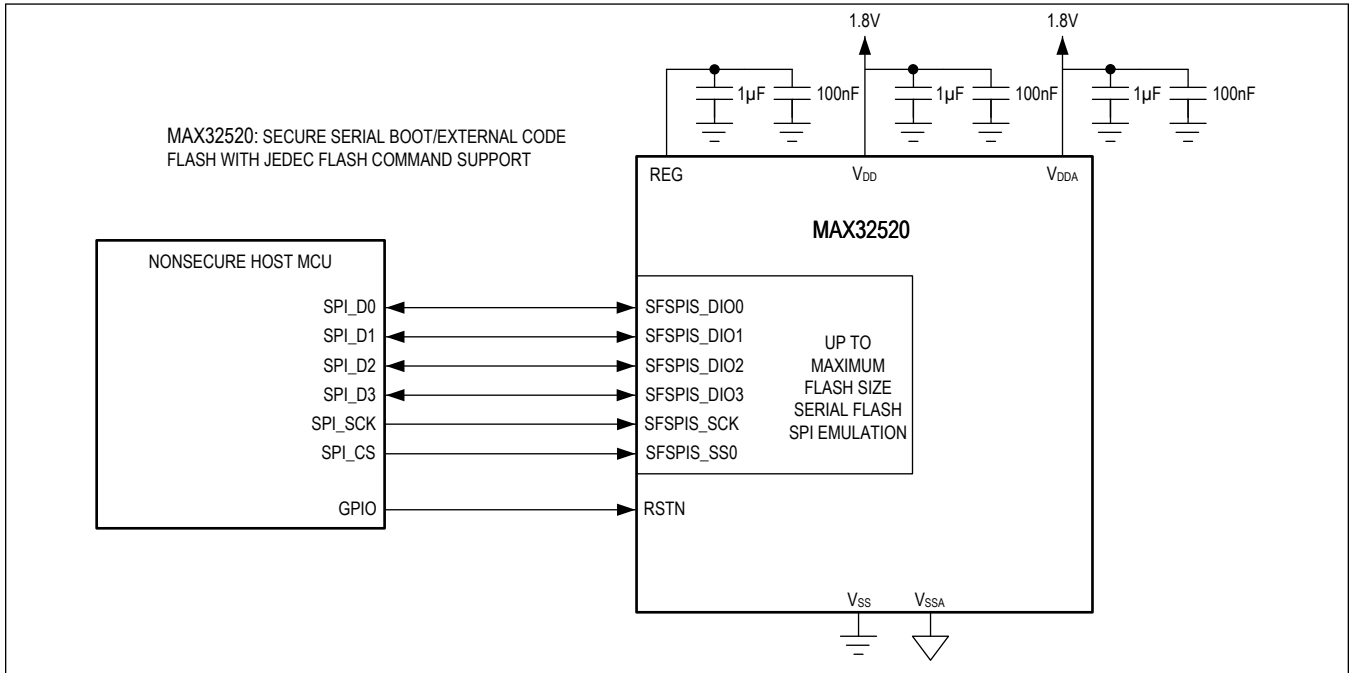 1.8V
1.8V
1µF
100nF
1µF
100nF
1µF
100nF
MAX32520: SECURE SERIAL BOOT/EXTERNAL CODE
FLASH WITH JEDEC FLASH COMMAND SUPPORT
REG
VDD
VDDA
MAX32520
NONSECURE HOST MCU
SPI_D0
SPI_D1
SPI_D2
SPI_D3
SPI_SCK
SPI_CS
GPIO
SFSPIS_DIO0
SFSPIS_DIO1
SFSPIS_DIO2
SFSPIS_DIO3
SFSPIS_SCK
SFSPIS_SS0
RSTN
UP TO
MAXIMUM
FLASH SIZE
SERIAL FLASH
SPI EMULATION
VSS
VSSA